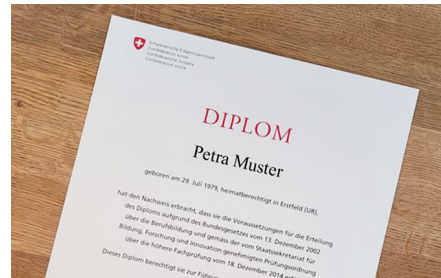 Schweizerische Eidgenossenschaft
Confédération suisse
Confederazione Svizzera
Confederaziun svizra
DIPLOM
Petra Muster
geboren am 29. Juli 1979, heimatberechtigt in Erstfeld (UR),
hat den Nachweis erbracht, dass sie die Voraussetzungen für die Erteilung
des Diploms aufgrund des Bundesgesetzes vom 13. Dezember 2002
über die Berufsbildung und gemäss der vom Staatssekretariat für
Bildung, Forschung und Innovation genehmigten Prüfungsordnung
über die höhere Fachprüfung vom 18. Dezember 2014
Dieses Diplom berechtigt sie zur